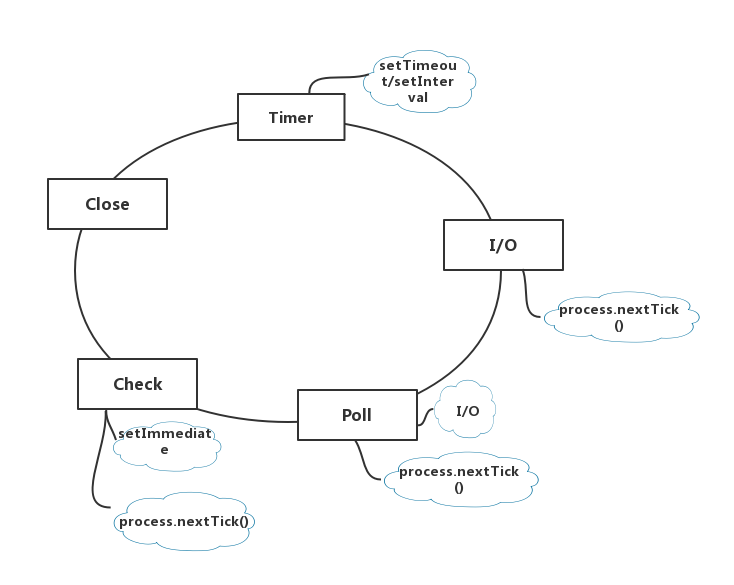 setTimeou
t/setInter
val
Timer
Close
I/O
process.nextTick
()
Check
Poll
I/O
setImmediat
e
process.nextTick
()
process.nextTick()